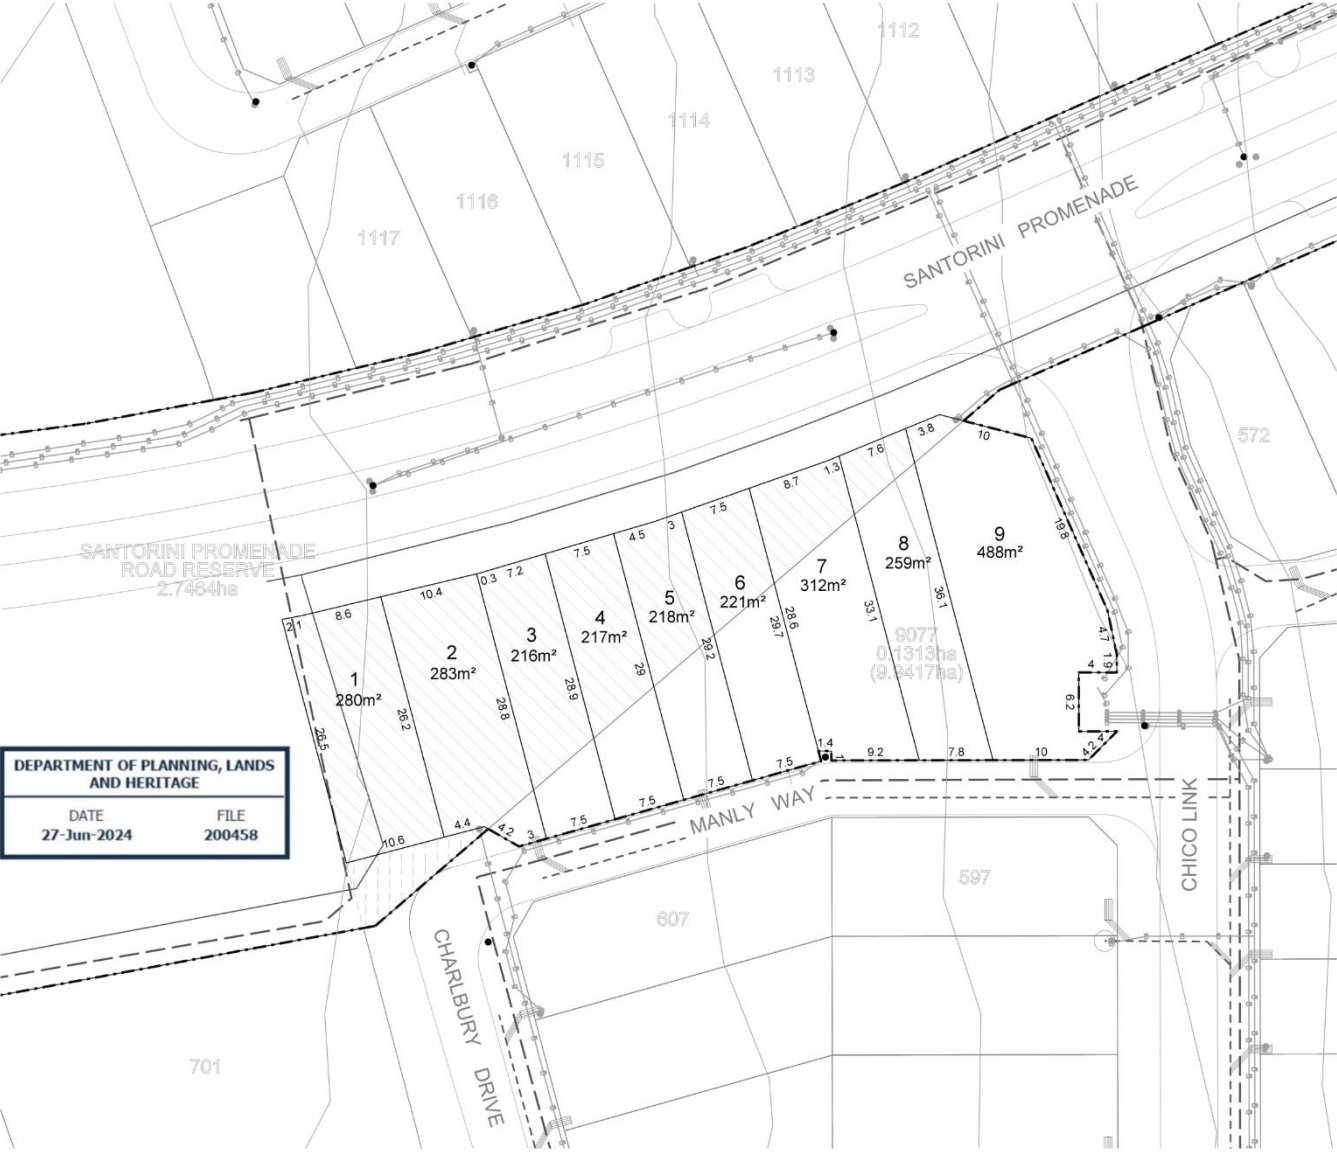 1112
1113
1114
1115
1116
1117
SANTORINI PROMENADE
572
SANTORINI PROMENADE
ROAD RESERVE
2.7464ha
2.1
8.6
10.4
0.3
7.2
7.5
4.5
3
7.5
8.7
1.3
7.6
3.8
10
19.8
4.7
1.9
4
6.2
4
4.2
1
280m²
2
283m²
3
216m²
4
217m²
5
218m²
6
221m²
7
312m²
8
259m²
9
488m²
9077
0.1313ha
(9.9417ha)
26.5
26.2
28.8
28.9
29
29.2
29.7
28.6
33.1
36.1
10.6
4.4
4.2
3
7.5
7.5
7.5
7.5
1.4
1
9.2
7.8
10
DEPARTMENT OF PLANNING, LANDS
AND HERITAGE
DATE
FILE
27-Jun-2024
200458
MANLY WAY
CHICO LINK
CHARLBURY DRIVE
597
607
701